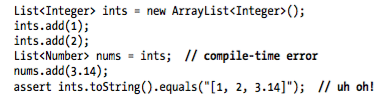 List<Integer> ints = new ArrayList<Integer>();
ints.add(1);
ints.add(2);
List<Number> nums = ints;  // compile-time error
nums.add(3.14);
assert ints.toString().equals("[1, 2, 3.14]");  // uh oh!